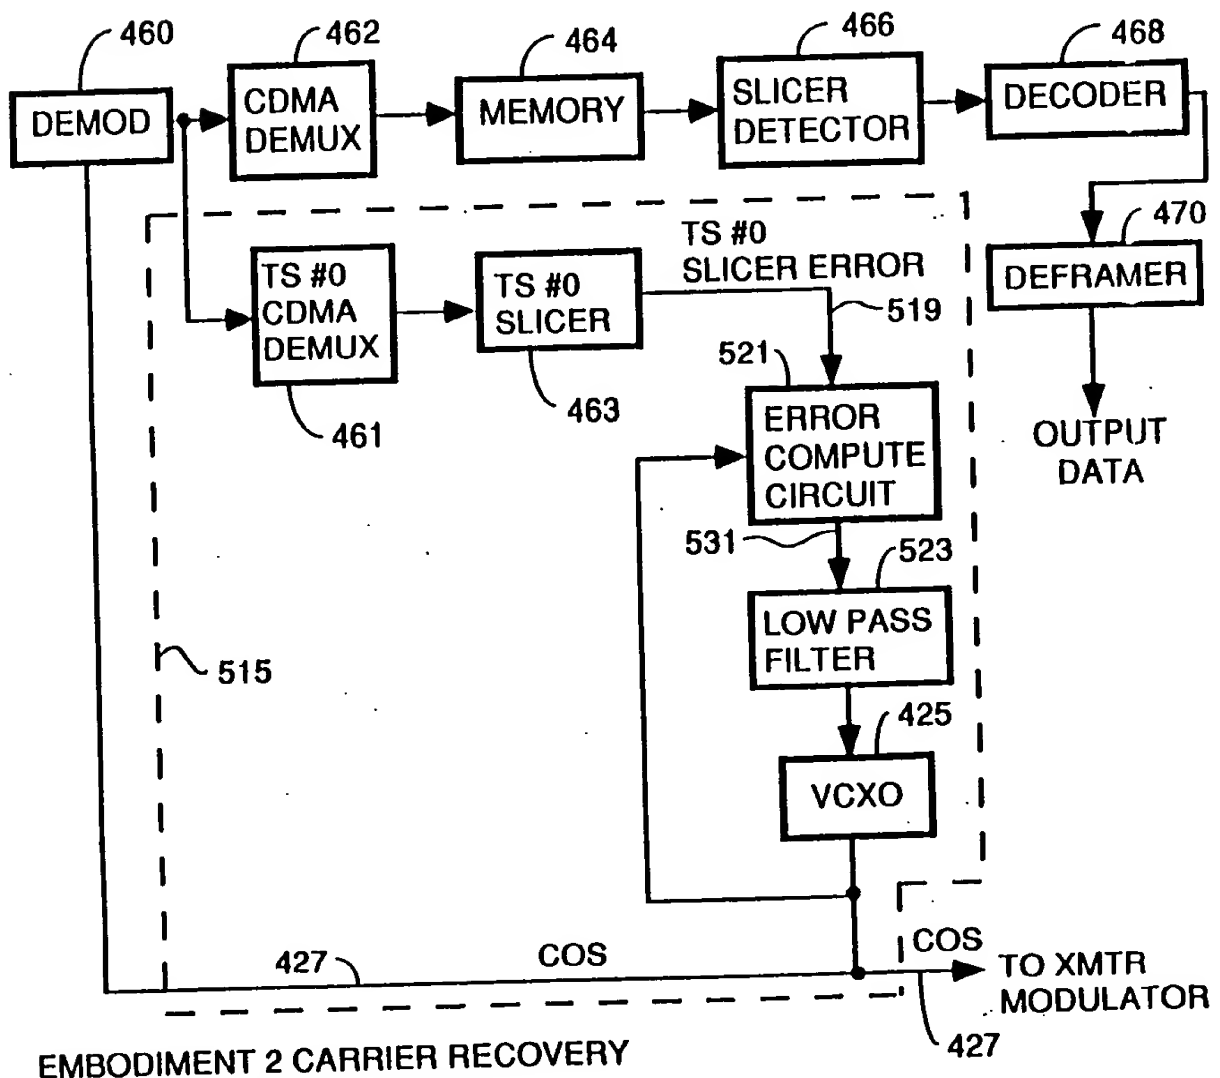 460
462
464
466
468
DEMOD
CDMA
DEMUX
MEMORY
SLICER
DETECTOR
DECODER
470
DEFRAMER
OUTPUT
DATA
TS #0
CDMA
DEMUX
461
TS #0
SLICER
463
TS #0
SLICER ERROR
519
521
ERROR
COMPUTE
CIRCUIT
531
523
LOW PASS
FILTER
515
425
VCXO
427
COS
COS
TO XMTR
MODULATOR
427
EMBODIMENT 2 CARRIER RECOVERY